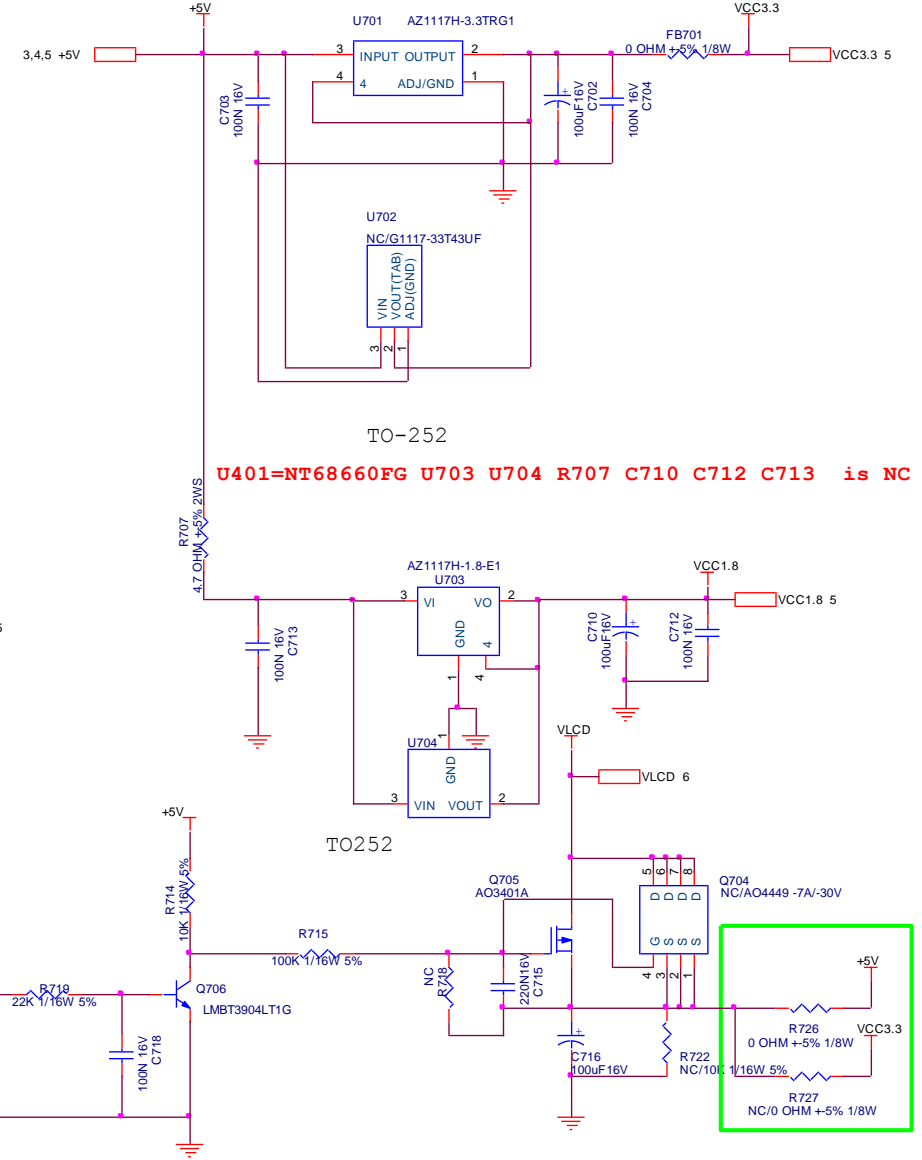 +5V
VCC3.3
U701 AZ1117H-3.3TRG1
FB701
0 OHM +-5% 1/8W
3,4,5 +5V
3 INPUT OUTPUT 2
4 4 ADJ/GND 1
VCC3.3 5
C703
100N 16V
100uF16V
C702
100N 16V
C704
U702
NC/G1117-33T43UF
VIN
VOUT(TAB)
ADJ(GND)
3 2 1
TO-252
U401=NT68660FG U703 U704 R707 C710 C712 C713 is NC
R707
4.7 OHM +-5% 2WS
AZ1117H-1.8-E1
U703
VCC1.8
3 VI VO 2
GND 4
1 4
VCC1.8 5
100N 16V
C713
C710
100uF16V
C712
100N 16V
U704
1
GND
3 VIN VOUT 2
TO252
VLCD
VLCD 6
+5V
R714
10K 1/16W 5%
Q705
AO3401A
5 6 7 8
D D D D
G S S S
4 3 2 1
Q704
NC/AO4449 -7A/-30V
R715
100K 1/16W 5%
NC
R718
220N16V
C715
R719
22K 1/16W 5%
Q706
LMBT3904LT1G
100N 16V
C718
C716
100uF16V
R722
NC/10K 1/16W 5%
+5V
R726
0 OHM +-5% 1/8W
VCC3.3
R727
NC/0 OHM +-5% 1/8W